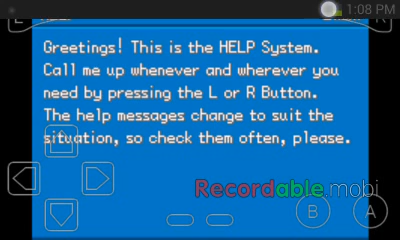 1:08 PM
L
R
Greetings! This is the HELP System.
Call me up whenever and wherever you
need by pressing the L or R Button.
The help messages change to suit the
situation, so check them often, please.
Recordable.mobi
B
A